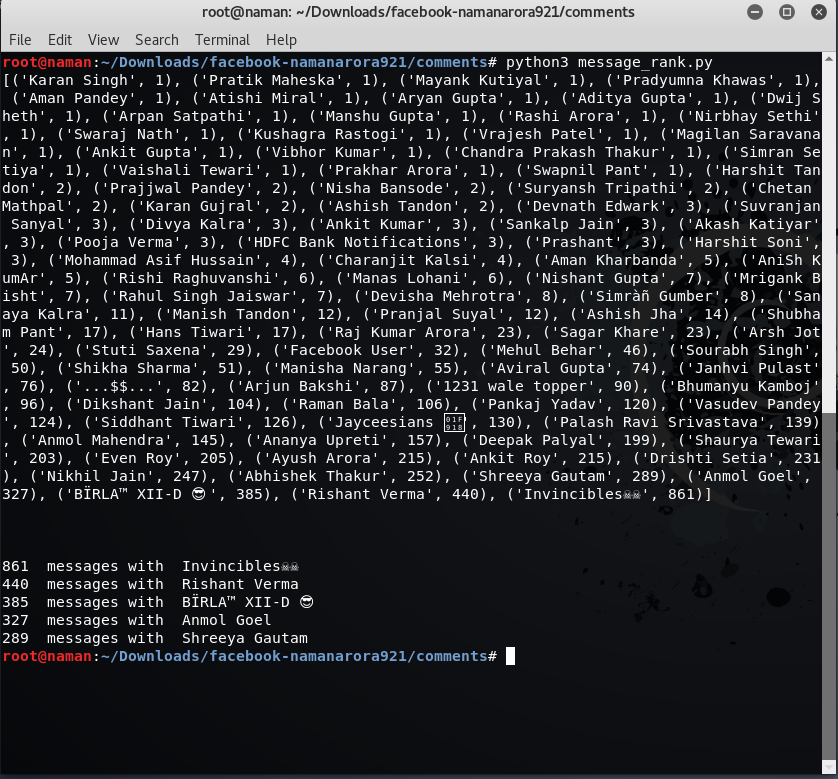 root@naman: ~/Downloads/facebook-namanarora921/comments
File Edit View Search Terminal Help
root@naman:~/Downloads/facebook-namanarora921/comments# python3 message_rank.py
[('Karan Singh', 1), ('Pratik Maheska', 1), ('Mayank Kutiyal', 1), ('Pradyumna Khawas', 1),
('Aman Pandey', 1), ('Atishi Miral', 1), ('Aryan Gupta', 1), ('Aditya Gupta', 1), ('Dwij S
heth', 1), ('Arpan Satpathi', 1), ('Manshu Gupta', 1), ('Rashi Arora', 1), ('Nirbhay Sethi'
, 1), ('Swaraj Nath', 1), ('Kushagra Rastogi', 1), ('Vrajesh Patel', 1), ('Magilan Saravana
n', 1), ('Ankit Gupta', 1), ('Vibhor Kumar', 1), ('Chandra Prakash Thakur', 1), ('Simran Se
tiya', 1), ('Vaishali Tewari', 1), ('Prakhar Arora', 1), ('Swapnil Pant', 1), ('Harshit Tan
don', 2), ('Prajjwal Pandey', 2), ('Nisha Bansode', 2), ('Suryansh Tripathi', 2), ('Chetan
Mathpal', 2), ('Karan Gujral', 2), ('Ashish Tandon', 2), ('Devnath Edwark', 3), ('Suvranjan
Sanyal', 3), ('Divya Kalra', 3), ('Ankit Kumar', 3), ('Sankalp Jain', 3), ('Akash Katiyar'
, 3), ('Pooja Verma', 3), ('HDFC Bank Notifications', 3), ('Prashant', 3), ('Harshit Soni',
3), ('Mohammad Asif Hussain', 4), ('Charanjit Kalsi', 4), ('Aman Kharbanda', 5), ('AniSh K
umAr', 5), ('Rishi Raghuvanshi', 6), ('Manas Lohani', 6), ('Nishant Gupta', 7), ('Mrigank B
isht', 7), ('Rahul Singh Jaiswar', 7), ('Devisha Mehrotra', 8), ('Simràñ Gumber', 8), ('San
aya Kalra', 11), ('Manish Tandon', 12), ('Pranjal Suyal', 12), ('Ashish Jha', 14), ('Shubha
m Pant', 17), ('Hans Tiwari', 17), ('Raj Kumar Arora', 23), ('Sagar Khare', 23), ('Arsh Jot
', 24), ('Stuti Saxena', 29), ('Facebook User', 32), ('Mehul Behar', 46), ('Sourabh Singh',
50), ('Shikha Sharma', 51), ('Manisha Narang', 55), ('Aviral Gupta', 74), ('Janhvi Pulast'
, 76), ('...$$...', 82), ('Arjun Bakshi', 87), ('1231 wale topper', 90), ('Bhumanyu Kamboj'
, 96), ('Dikshant Jain', 104), ('Raman Bala', 106), ('Pankaj Yadav', 120), ('Vasudev Pandey
', 124), ('Siddhant Tiwari', 126), ('Jayceesians 🤘', 130), ('Palash Ravi Srivastava', 139)
, ('Anmol Mahendra', 145), ('Ananya Upreti', 157), ('Deepak Palyal', 199), ('Shaurya Tewari
', 203), ('Even Roy', 205), ('Ayush Arora', 215), ('Ankit Roy', 215), ('Drishti Setia', 231
), ('Nikhil Jain', 247), ('Abhishek Thakur', 252), ('Shreeya Gautam', 289), ('Anmol Goel',
327), ('BÏRLA™ XII-D 😎', 385), ('Rishant Verma', 440), ('Invincibles☠☠', 861)]
861 messages with Invincibles☠☠
440 messages with Rishant Verma
385 messages with BÏRLA™ XII-D 😎
327 messages with Anmol Goel
289 messages with Shreeya Gautam
root@naman:~/Downloads/facebook-namanarora921/comments#